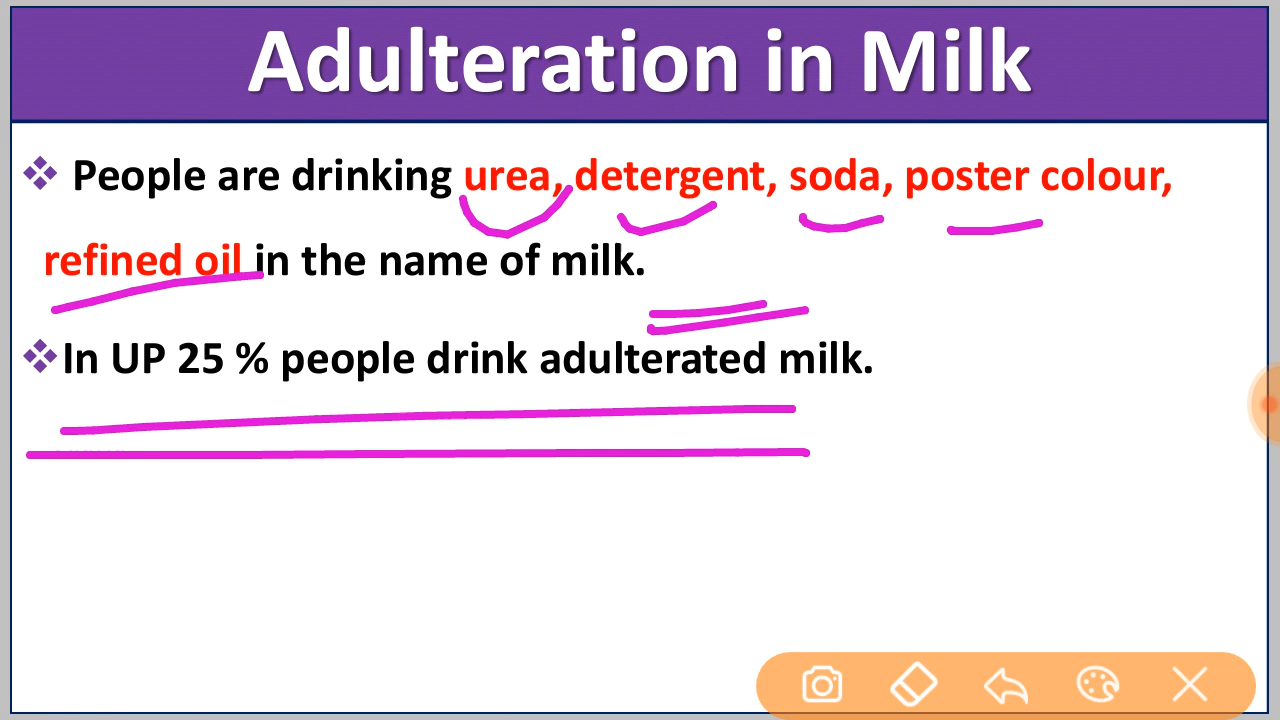 Adulteration in Milk
❖ People are drinking urea, detergent, soda, poster colour,
refined oil in the name of milk.
❖In UP 25 % people drink adulterated milk.